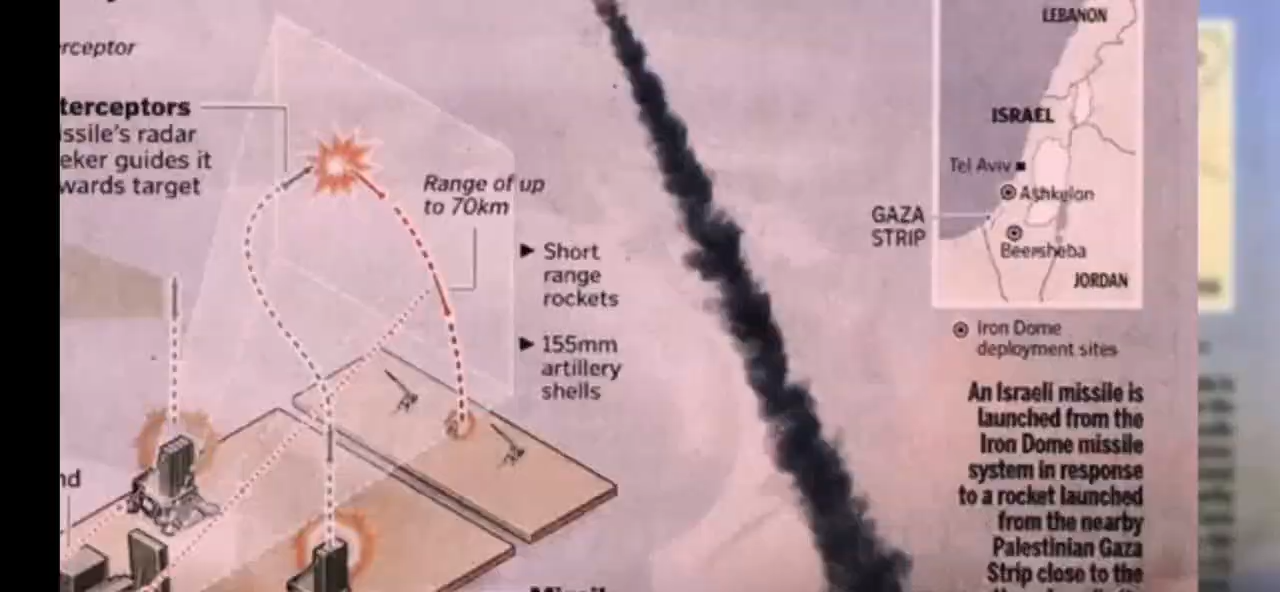 rceptor
terceptors
issile's radar
eker guides it
wards target
Range of up
to 70km
► Short
range
rockets
► 155mm
artillery
shells
nd
LEBANON
ISRAEL
Tel Aviv
Ashkelon
GAZA
STRIP
Beersheba
JORDAN
Iron Dome
deployment sites
An Israeli missile is
launched from the
Iron Dome missile
system in response
to a rocket launched
from the nearby
Palestinian Gaza
Strip close to the